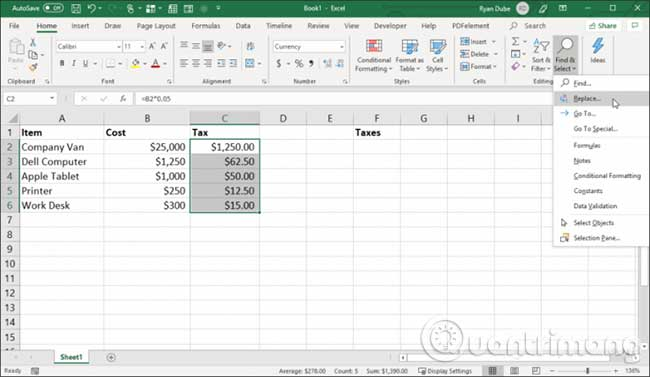 AutoSave Off Book1 - Excel Ryan Dube RC
File Home Insert Page Layout Formulas Data Review View Help PDFelement Share
Calibri 11 Currency Conditional Formatting Format as Table Cell Styles Insert Delete Format Sort & Filter Find & Select Ideas
Clipboard Font Alignment Number Styles Cells Editing
C2 fx =B2*0.05
A B C D E F G H I
1 Item Cost Tax Taxes
2 Company Van $25,000 $1,250.00
3 Dell Computer $1,250 $62.50
4 Apple Tablet $1,000 $50.00
5 Printer $250 $12.50
6 Work Desk $300 $15.00
7
8
9
10
11
12
13
14
15
16
Find...
Replace...
Go To...
Go To Special...
Formulas
Notes
Conditional Formatting
Constants
Data Validation
Select Objects
Selection Pane...
Quantrimang
Sheet1
Ready Average: $278.00 Count: 5 Sum: $1,390.00 Display Settings 136%